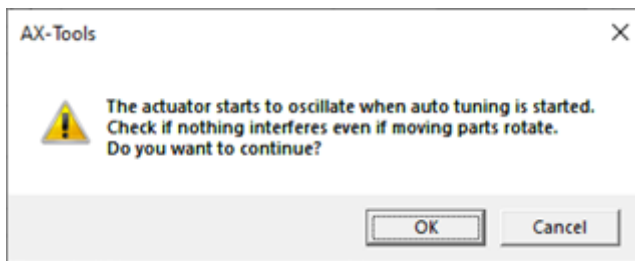 AX-Tools
The actuator starts to oscillate when auto tuning is started.
Check if nothing interferes even if moving parts rotate.
Do you want to continue?
OK
Cancel